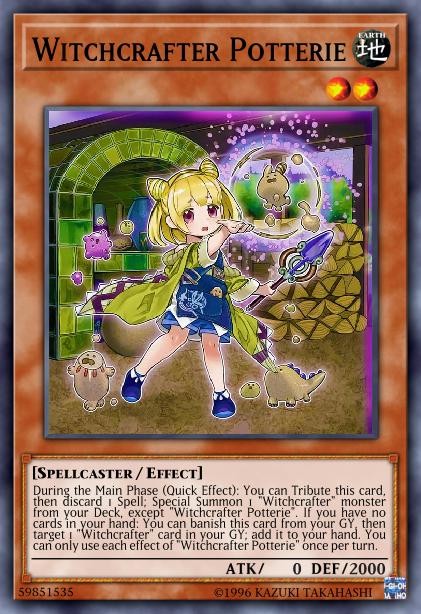 Witchcrafter Potterie
EARTH
地
[Spellcaster / Effect]
During the Main Phase (Quick Effect): You can Tribute this card,
then discard 1 Spell; Special Summon 1 "Witchcrafter" monster
from your Deck, except "Witchcrafter Potterie". If you have no
cards in your hand: You can banish this card from your GY, then
target 1 "Witchcrafter" card in your GY; add it to your hand. You
can only use each effect of "Witchcrafter Potterie" once per turn.
ATK/ 0 DEF/2000
59851535
©1996 KAZUKI TAKAHASHI